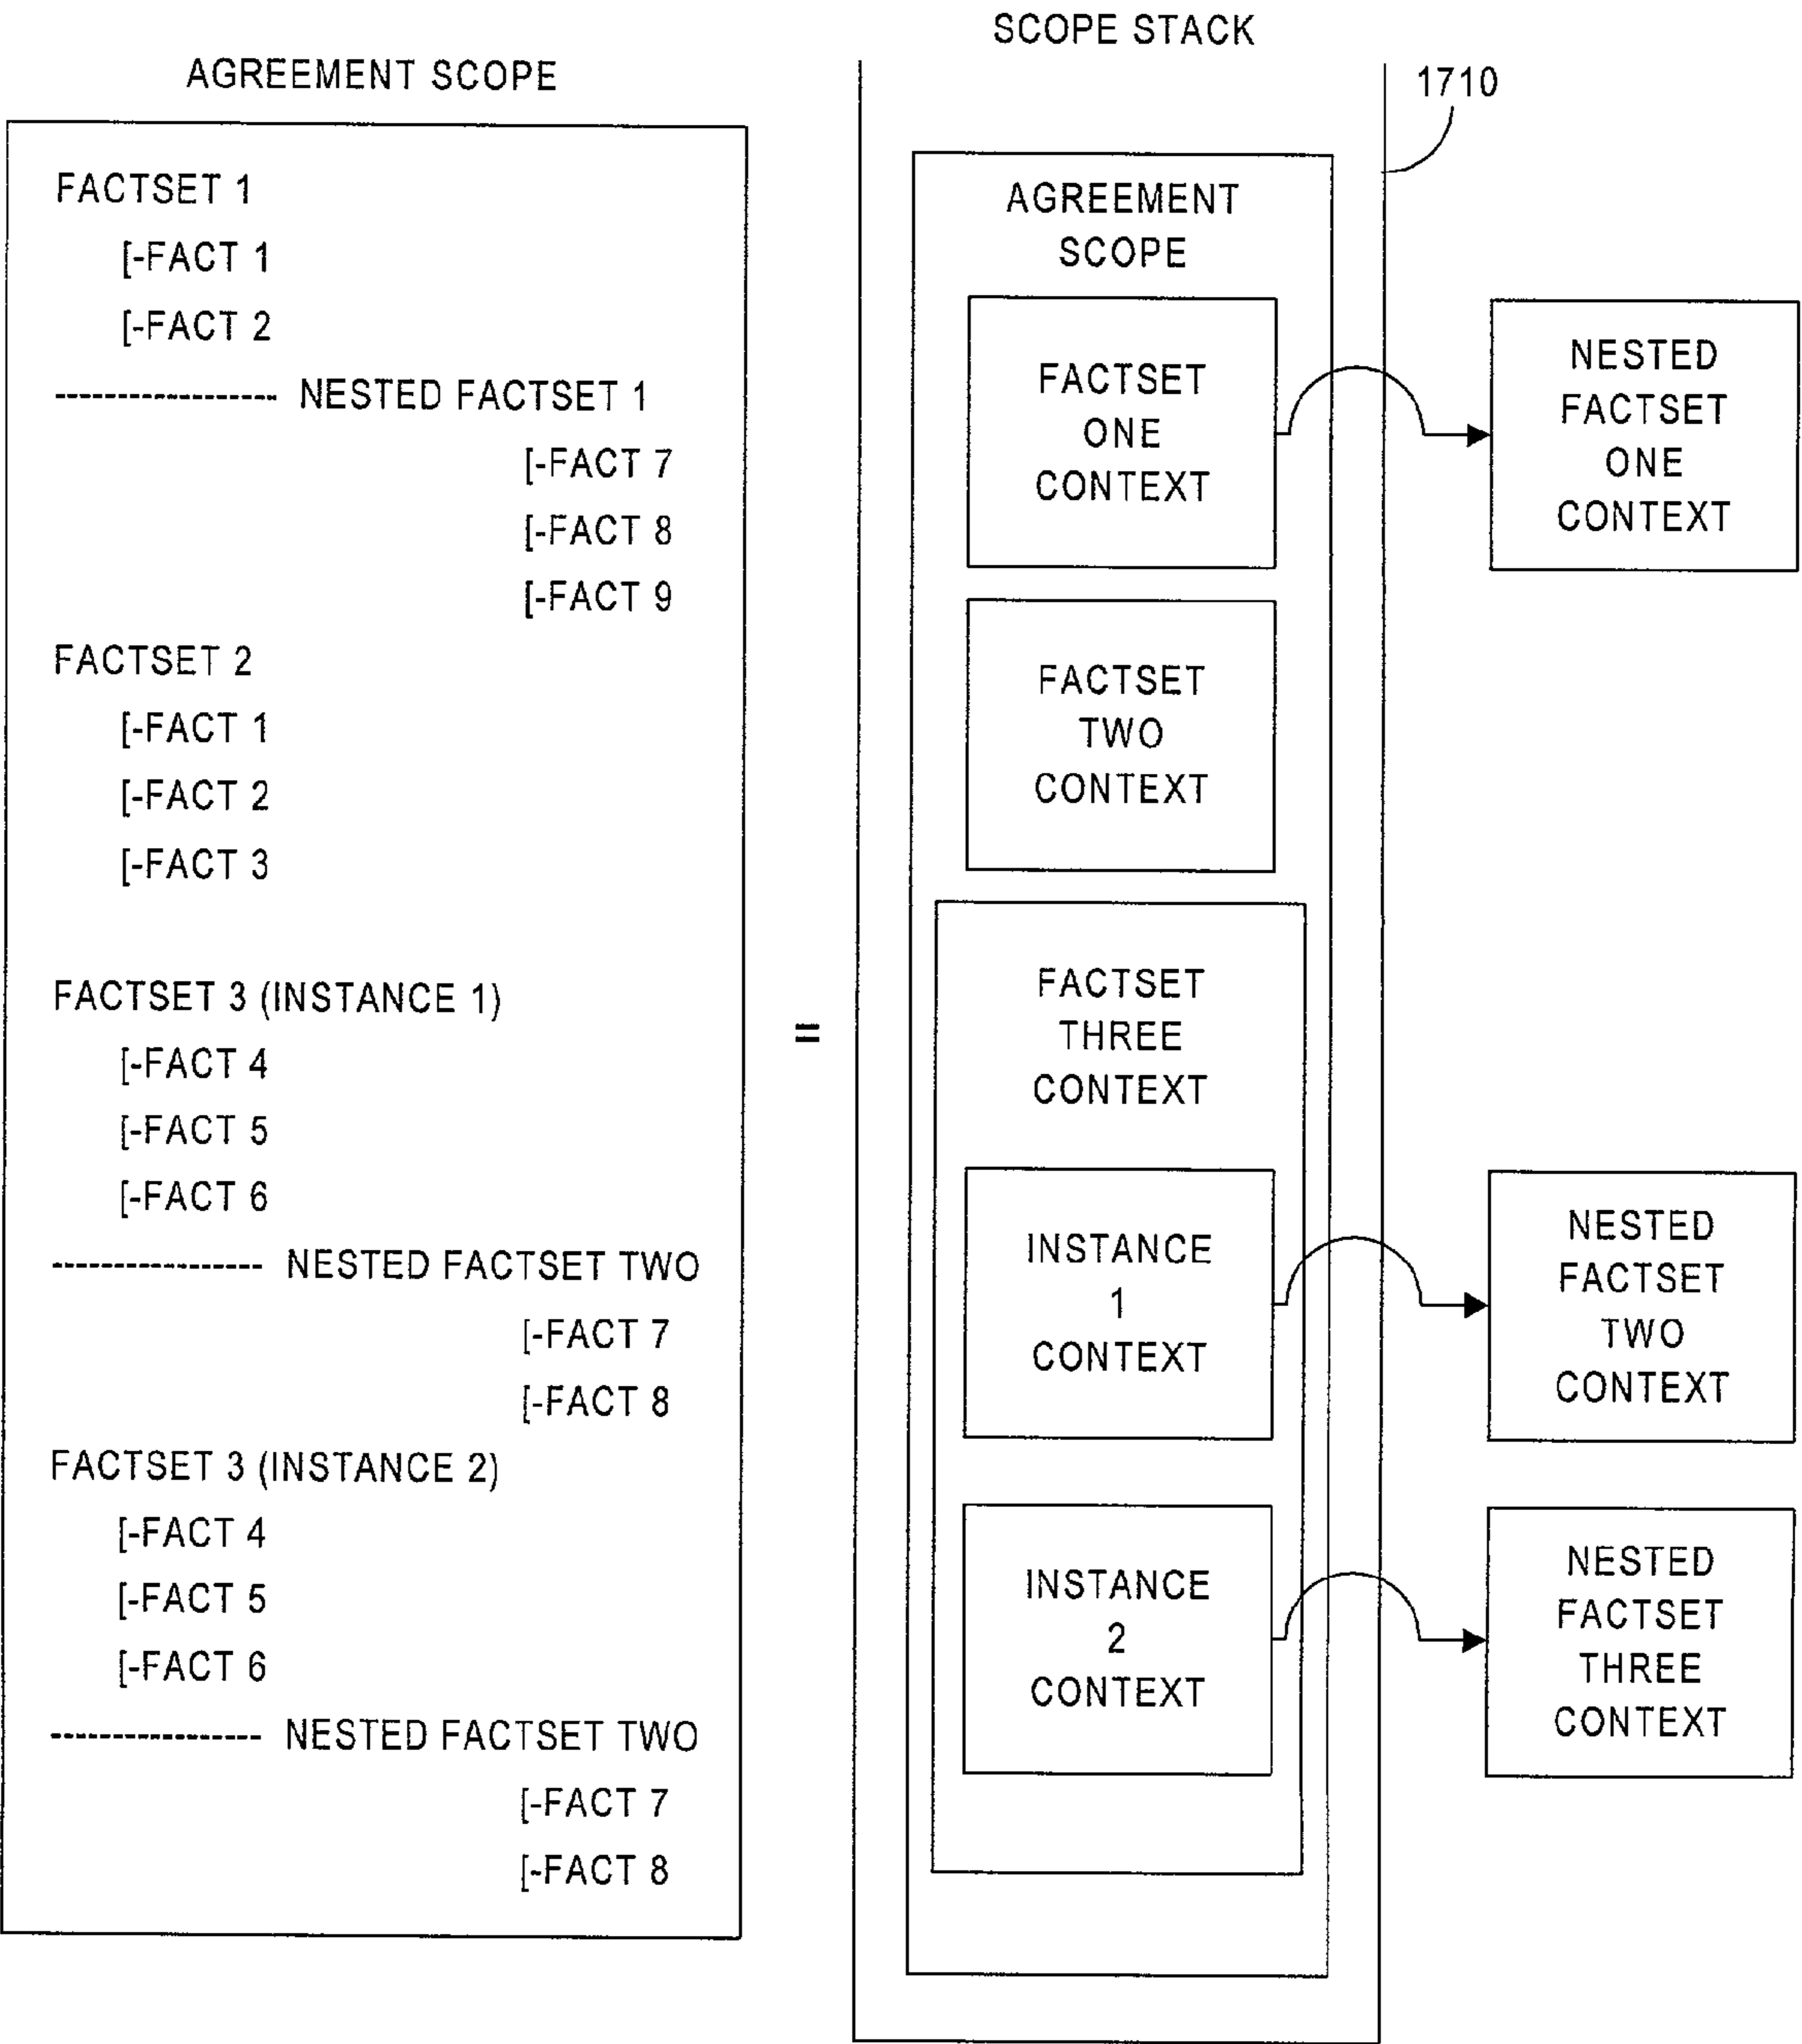 AGREEMENT SCOPE
FACTSET 1
[-FACT 1
[-FACT 2
------------------ NESTED FACTSET 1
[-FACT 7
[-FACT 8
[-FACT 9
FACTSET 2
[-FACT 1
[-FACT 2
[-FACT 3
FACTSET 3 (INSTANCE 1)
[-FACT 4
[-FACT 5
[-FACT 6
----------------- NESTED FACTSET TWO
[-FACT 7
[-FACT 8
FACTSET 3 (INSTANCE 2)
[-FACT 4
[-FACT 5
[-FACT 6
----------------- NESTED FACTSET TWO
[-FACT 7
[-FACT 8
=
SCOPE STACK
1710
AGREEMENT
SCOPE
FACTSET
ONE
CONTEXT
NESTED
FACTSET
ONE
CONTEXT
FACTSET
TWO
CONTEXT
FACTSET
THREE
CONTEXT
INSTANCE
1
CONTEXT
NESTED
FACTSET
TWO
CONTEXT
INSTANCE
2
CONTEXT
NESTED
FACTSET
THREE
CONTEXT